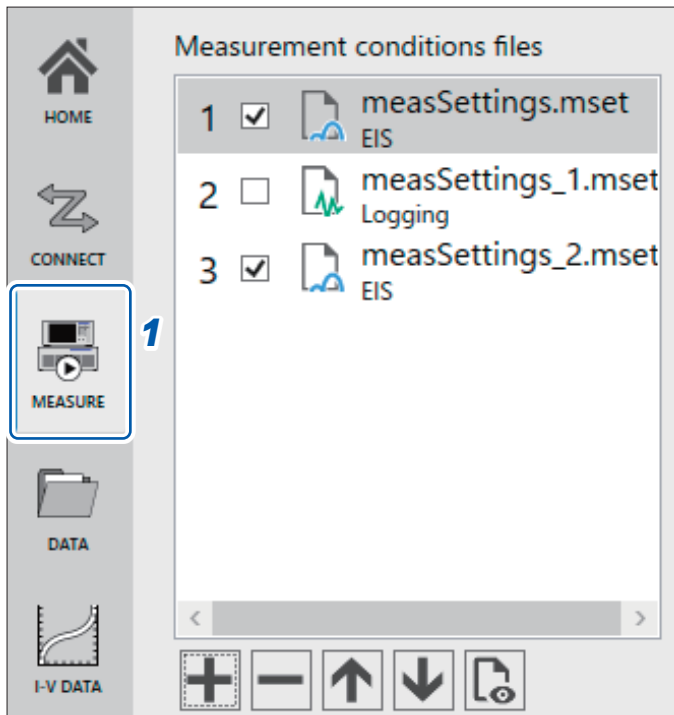 HOME
CONNECT
MEASURE
DATA
I-V DATA
1
Measurement conditions files
1 measSettings.mset
EIS
2 measSettings_1.mset
Logging
3 measSettings_2.mset
EIS